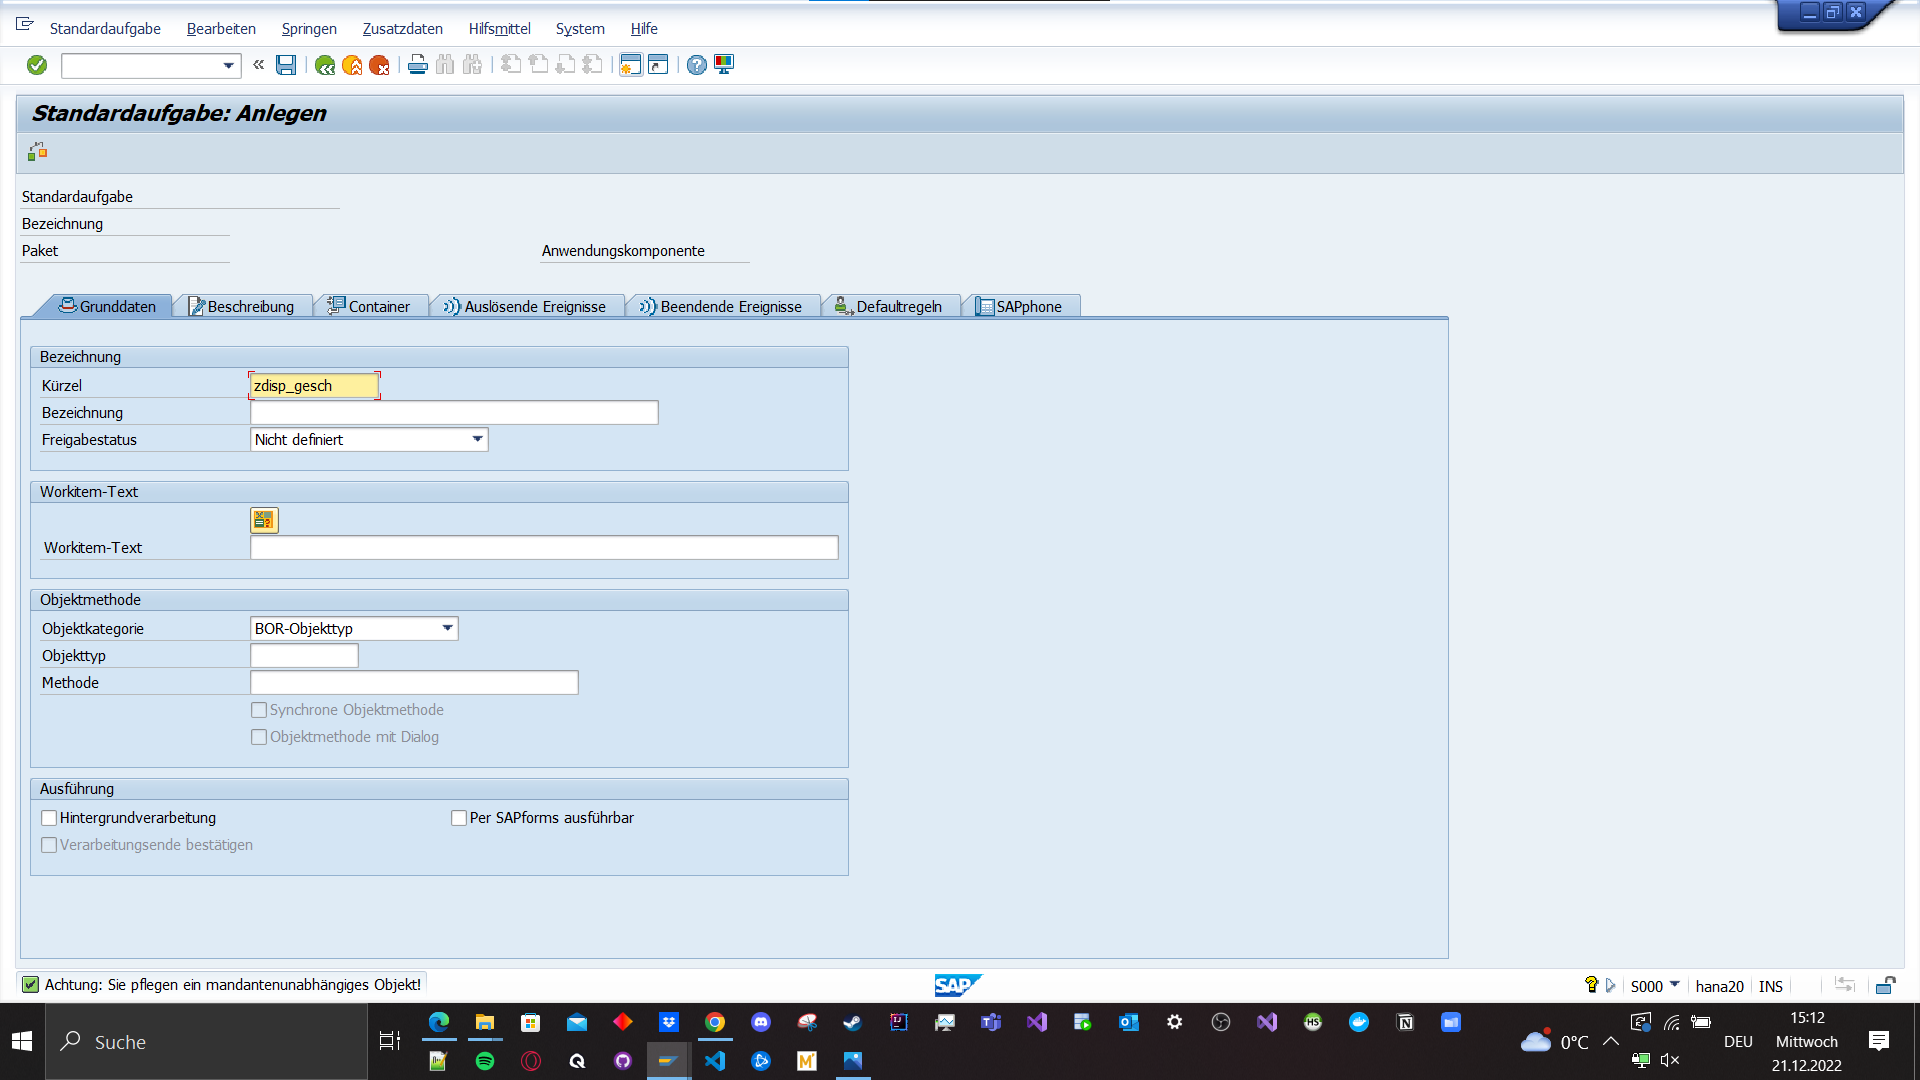 Standardaufgabe Bearbeiten Springen Zusatzdaten Hilfsmittel System Hilfe
Standardaufgabe: Anlegen
Standardaufgabe
Bezeichnung
Paket Anwendungskomponente
Grunddaten Beschreibung Container Auslösende Ereignisse Beendende Ereignisse Defaultregeln SAPphone
Bezeichnung
Kürzel zdisp_gesch
Bezeichnung
Freigabestatus Nicht definiert
Workitem-Text
Workitem-Text
Objektmethode
Objektkategorie BOR-Objekttyp
Objekttyp
Methode
Synchrone Objektmethode
Objektmethode mit Dialog
Ausführung
Hintergrundverarbeitung Per SAPforms ausführbar
Verarbeitungsende bestätigen
Achtung: Sie pflegen ein mandantenunabhängiges Objekt! SAP S000 hana20 INS
Suche 0°C DEU 15:12
Mittwoch
21.12.2022